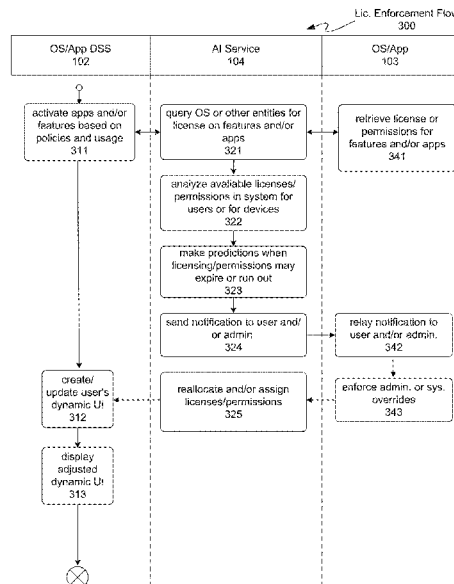 Lic. Enforcement Flow
300
OS/App DSS
102
AI Service
104
OS/App
103
activate apps and/or
features based on
policies and usage
311
query OS or other entities for
license on features and/or
apps
321
retrieve license or
permissions for
features and/or apps
341
analyze available licenses/
permissions in system for
users or for devices
322
make predictions when
licensing/permissions may
expire or run out
323
send notification to user and/
or admin
324
relay notification to
user and/or admin.
342
create/
update user's
dynamic UI
312
reallocate and/or assign
licenses/permissions
325
enforce admin. or sys.
overrides
343
display
adjusted
dynamic UI
313